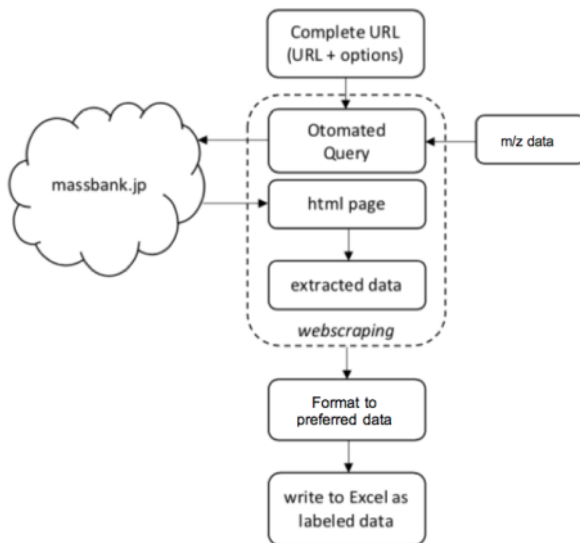 Complete URL
(URL + options)
Otomated
Query
m/z data
massbank.jp
html page
extracted data
webscraping
Format to
preferred data
write to Excel as
labeled data